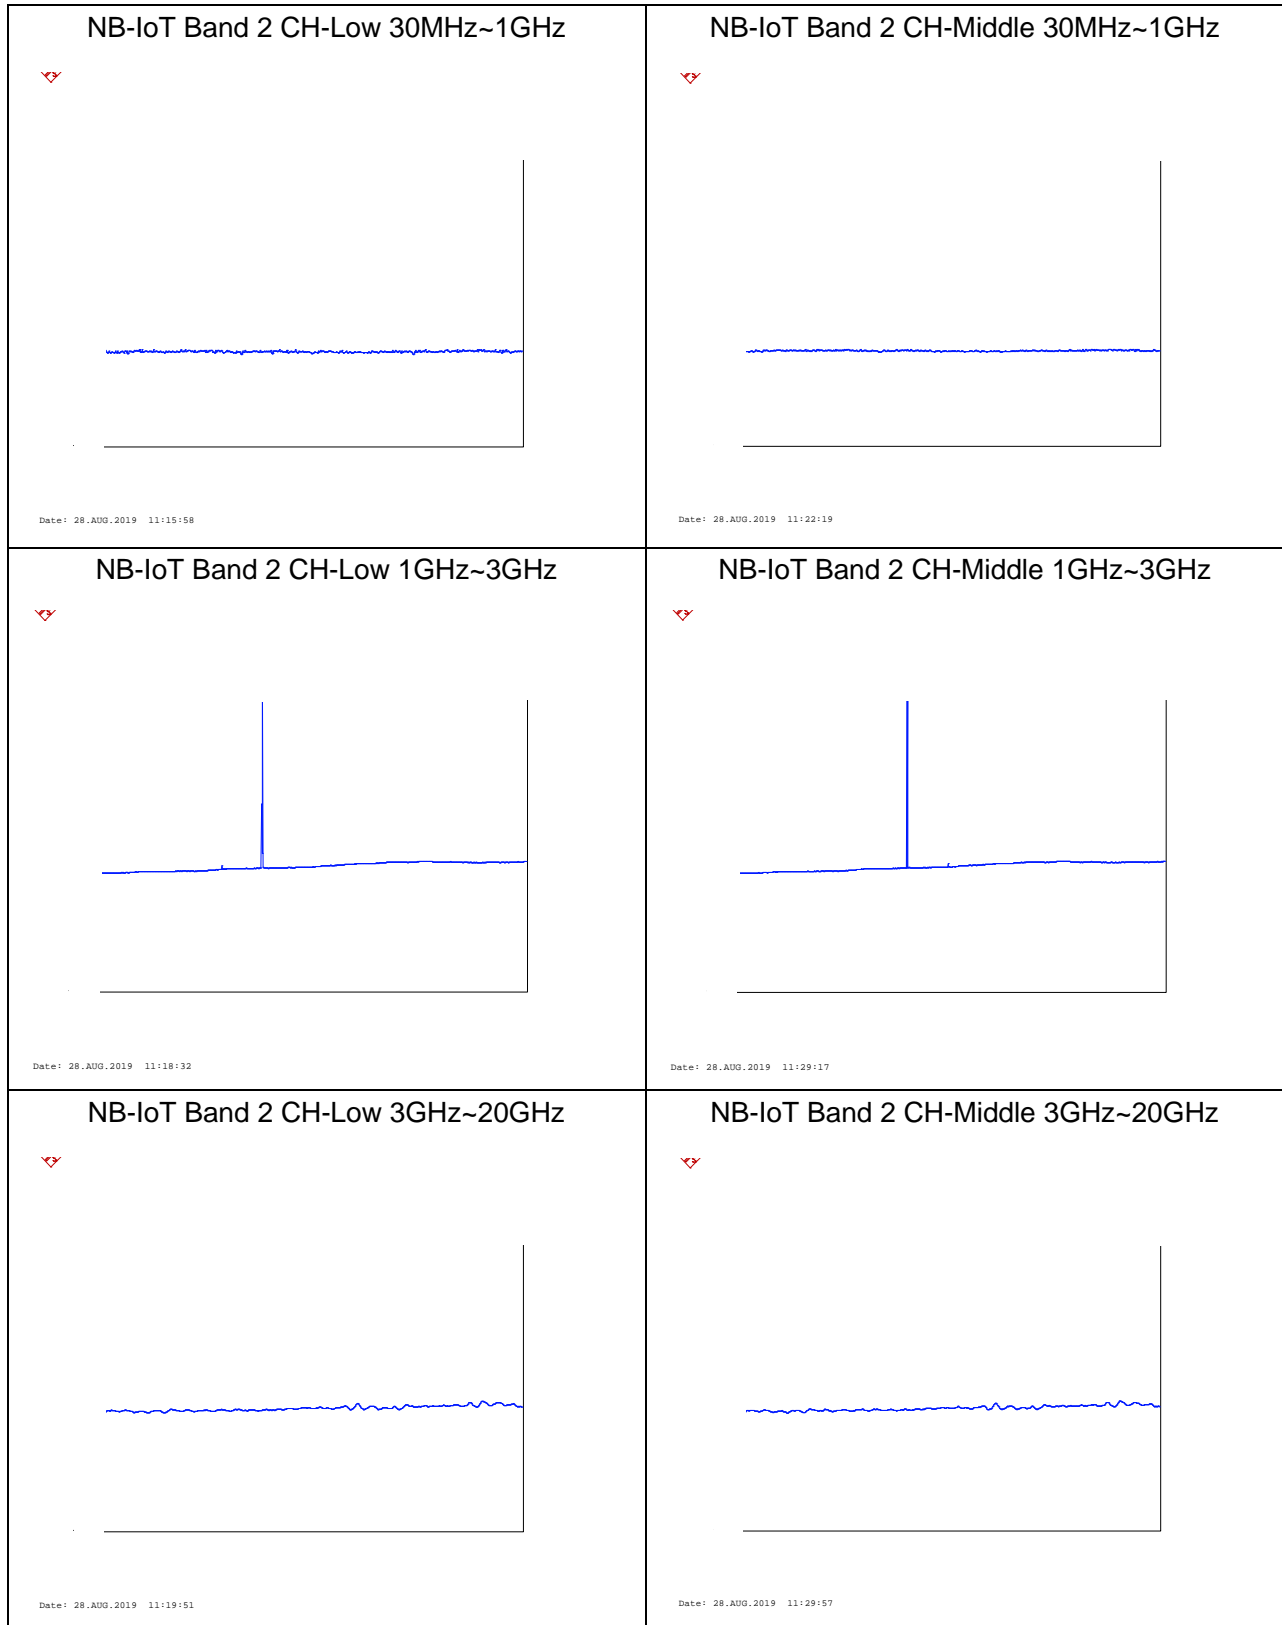 NB-IoT Band 2 CH-Low 30MHz~1GHz
NB-IoT Band 2 CH-Middle 30MHz~1GHz
Date: 28.AUG.2019  11:15:58
Date: 28.AUG.2019  11:22:19
NB-IoT Band 2 CH-Low 1GHz~3GHz
NB-IoT Band 2 CH-Middle 1GHz~3GHz
Date: 28.AUG.2019  11:18:32
Date: 28.AUG.2019  11:29:17
NB-IoT Band 2 CH-Low 3GHz~20GHz
NB-IoT Band 2 CH-Middle 3GHz~20GHz
Date: 28.AUG.2019  11:19:51
Date: 28.AUG.2019  11:29:57